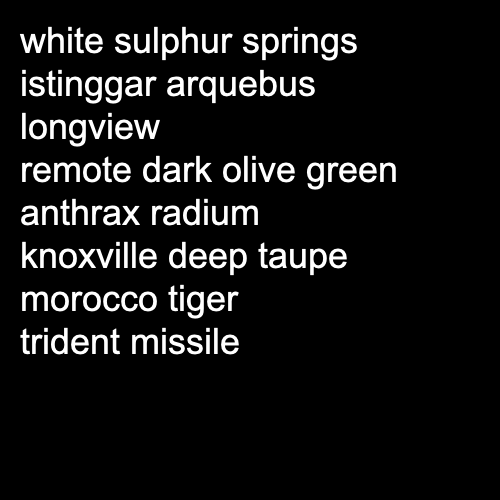 white sulphur springs
istinggar arquebus
longview
remote dark olive green
anthrax radium
knoxville deep taupe
morocco tiger
trident missile